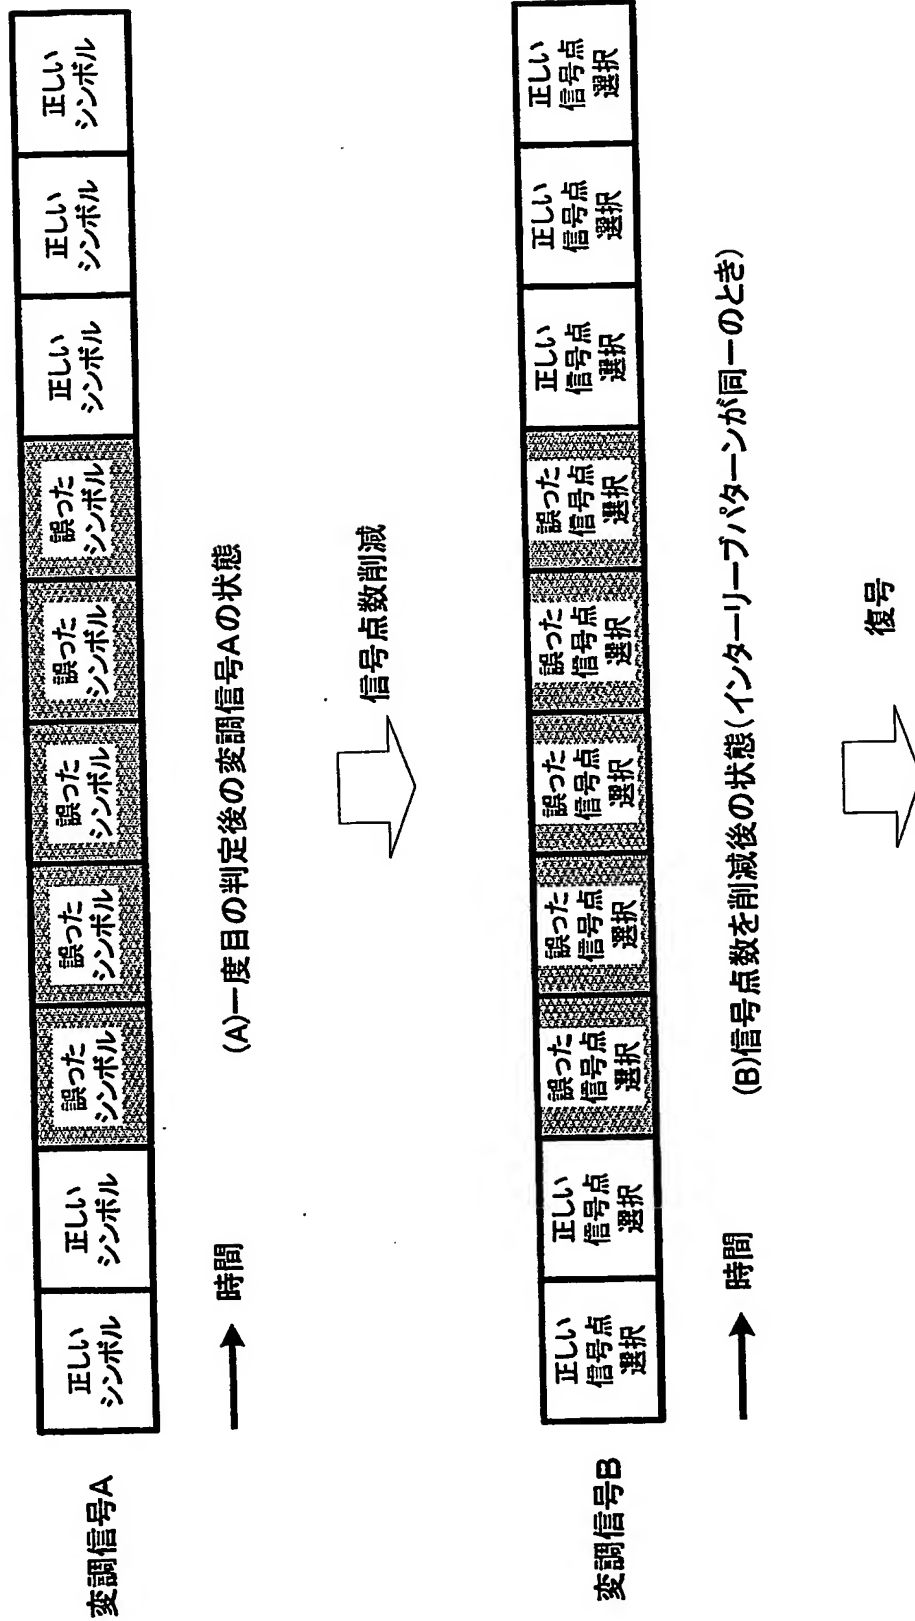 変調信号A
正しい
シンボル
正しい
シンボル
誤った
シンボル
誤った
シンボル
誤った
シンボル
誤った
シンボル
誤った
シンボル
正しい
シンボル
正しい
シンボル
正しい
シンボル
時間
(A)一度目の判定後の変調信号Aの状態
信号点数削減
変調信号B
正しい
信号点
選択
正しい
信号点
選択
誤った
信号点
選択
誤った
信号点
選択
誤った
信号点
選択
誤った
信号点
選択
誤った
信号点
選択
正しい
信号点
選択
正しい
信号点
選択
正しい
信号点
選択
時間
(B)信号点数を削減後の状態(インターリーブパターンが同一のとき)
復号